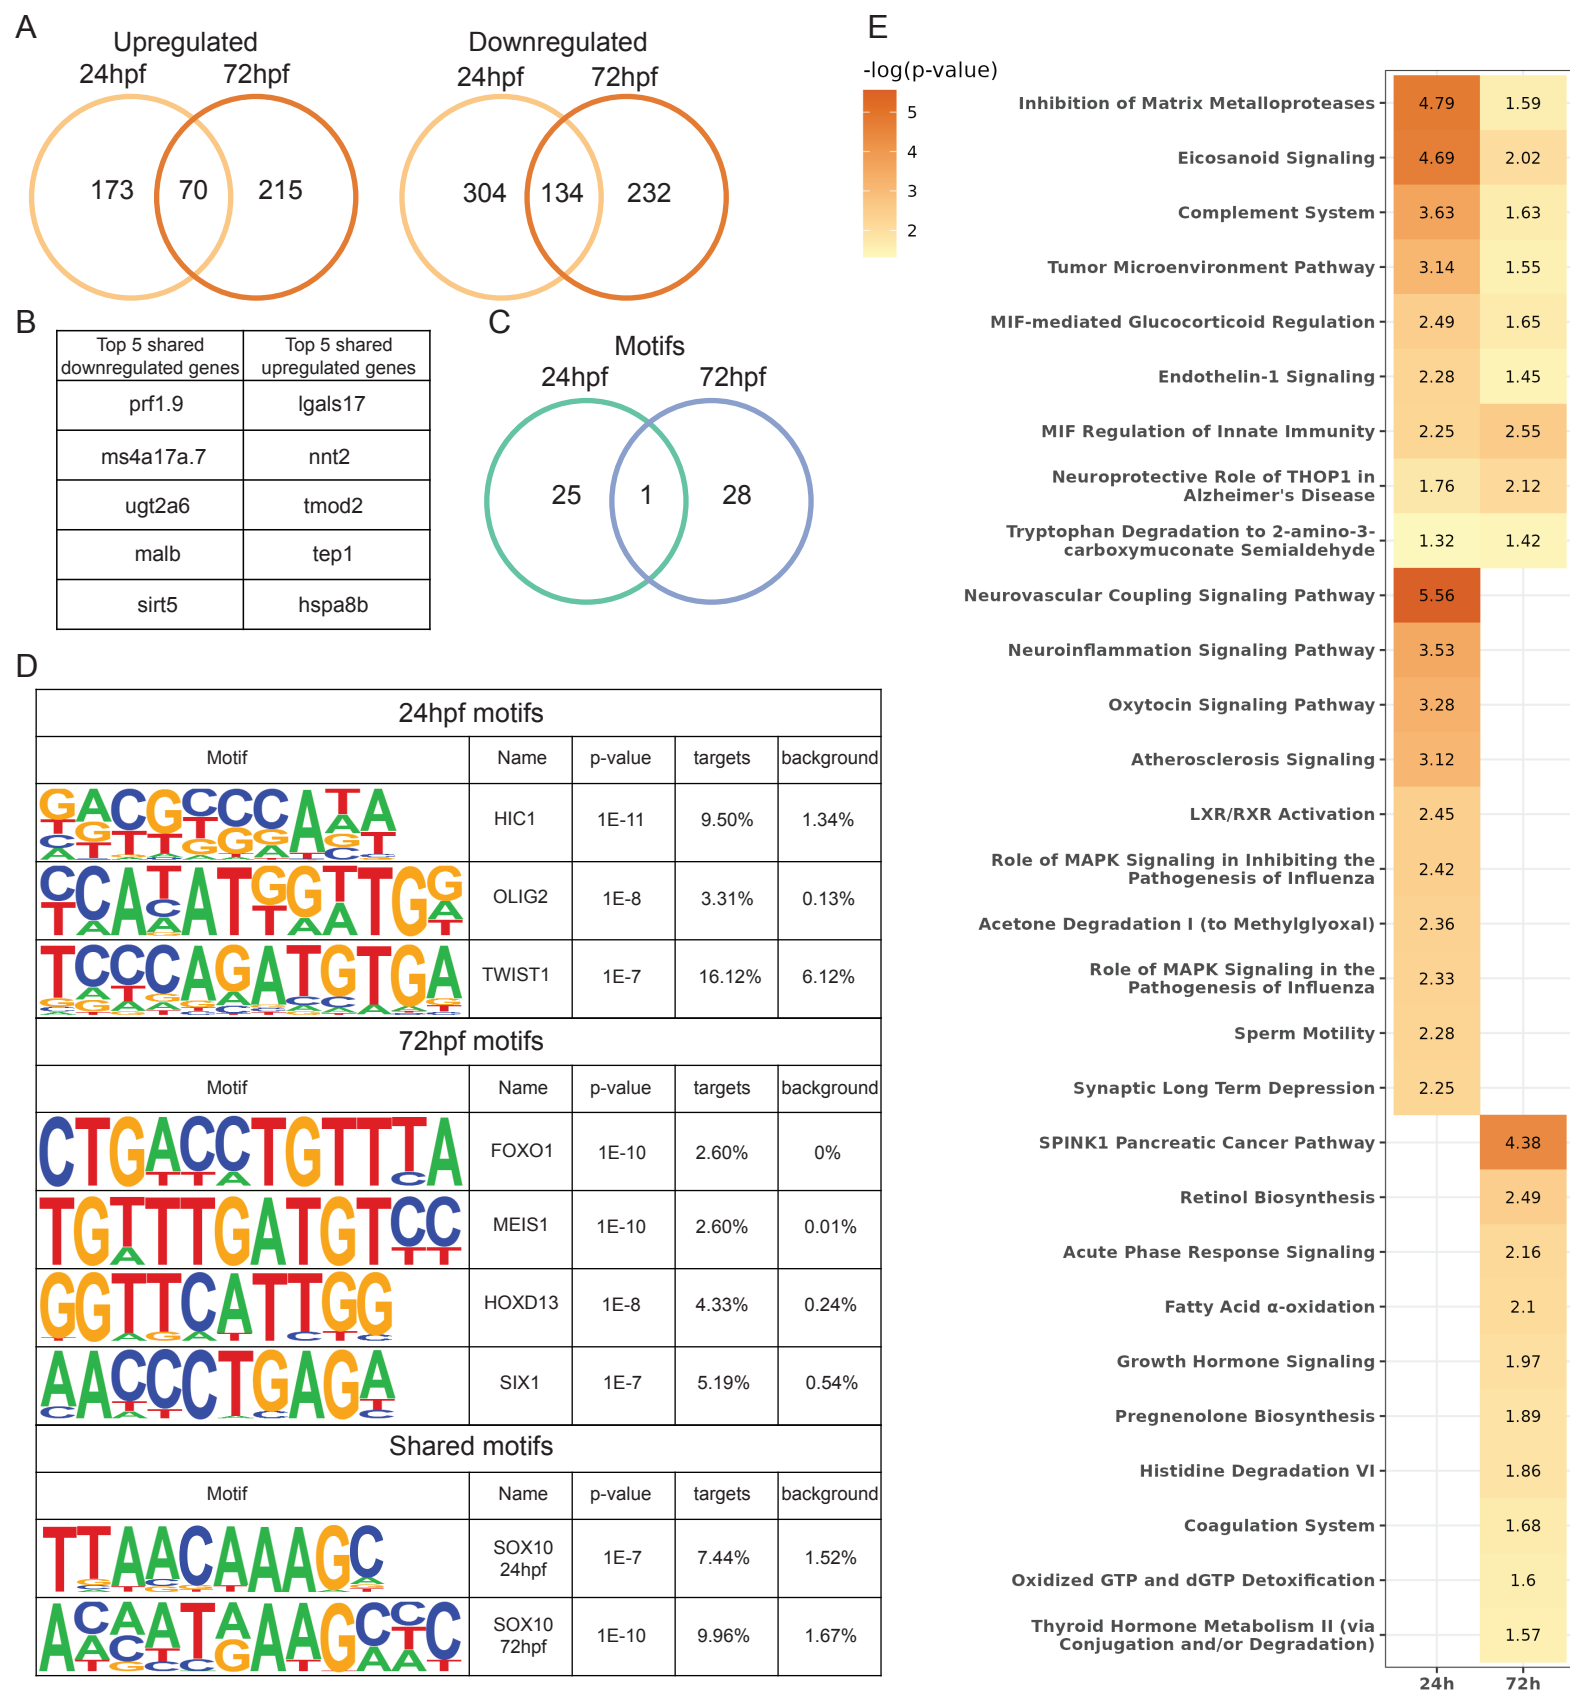 A
Upregulated
24hpf 72hpf
173 70 215
Downregulated
24hpf 72hpf
304 134 232
B
Top 5 shared downregulated genes Top 5 shared upregulated genes
prf1.9 lgals17
ms4a17a.7 nnt2
ugt2a6 tmod2
malb tep1
sirt5 hspa8b
C
Motifs
24hpf 72hpf
25 1 28
D
24hpf motifs
Motif Name p-value targets background
HIC1 1E-11 9.50% 1.34%
OLIG2 1E-8 3.31% 0.13%
TWIST1 1E-7 16.12% 6.12%
72hpf motifs
Motif Name p-value targets background
FOXO1 1E-10 2.60% 0%
MEIS1 1E-10 2.60% 0.01%
HOXD13 1E-8 4.33% 0.24%
SIX1 1E-7 5.19% 0.54%
Shared motifs
Motif Name p-value targets background
SOX10 24hpf 1E-7 7.44% 1.52%
SOX10 72hpf 1E-10 9.96% 1.67%
E
-log(p-value)
5
4
3
2
Inhibition of Matrix Metalloproteases 4.79 1.59
Eicosanoid Signaling 4.69 2.02
Complement System 3.63 1.63
Tumor Microenvironment Pathway 3.14 1.55
MIF-mediated Glucocorticoid Regulation 2.49 1.65
Endothelin-1 Signaling 2.28 1.45
MIF Regulation of Innate Immunity 2.25 2.55
Neuroprotective Role of THOP1 in
Alzheimer's Disease 1.76 2.12
Tryptophan Degradation to 2-amino-3-
carboxymuconate Semialdehyde 1.32 1.42
Neurovascular Coupling Signaling Pathway 5.56
Neuroinflammation Signaling Pathway 3.53
Oxytocin Signaling Pathway 3.28
Atherosclerosis Signaling 3.12
LXR/RXR Activation 2.45
Role of MAPK Signaling in Inhibiting the
Pathogenesis of Influenza 2.42
Acetone Degradation I (to Methylglyoxal) 2.36
Role of MAPK Signaling in the
Pathogenesis of Influenza 2.33
Sperm Motility 2.28
Synaptic Long Term Depression 2.25
SPINK1 Pancreatic Cancer Pathway 4.38
Retinol Biosynthesis 2.49
Acute Phase Response Signaling 2.16
Fatty Acid α-oxidation 2.1
Growth Hormone Signaling 1.97
Pregnenolone Biosynthesis 1.89
Histidine Degradation VI 1.86
Coagulation System 1.68
Oxidized GTP and dGTP Detoxification 1.6
Thyroid Hormone Metabolism II (via
Conjugation and/or Degradation) 1.57
24h 72h